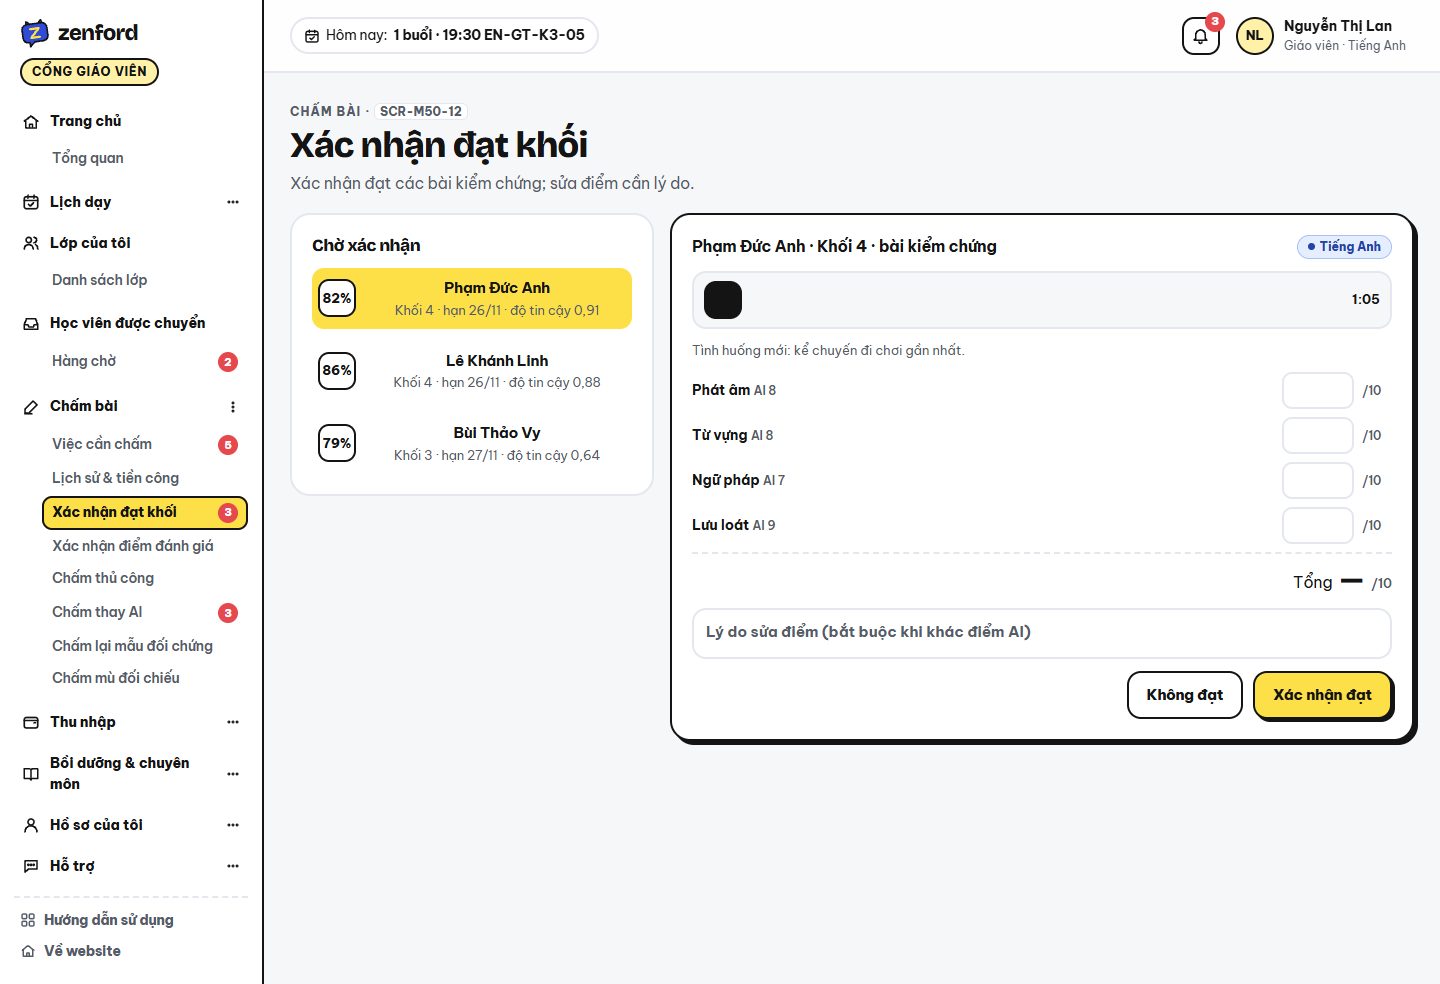 zenford
CỔNG GIÁO VIÊN
Trang chủ
Tổng quan
Lịch dạy
Lớp của tôi
Danh sách lớp
Học viên được chuyển
Hàng chờ 2
Chấm bài
Việc cần chấm 5
Lịch sử & tiền công
Xác nhận đạt khối 3
Xác nhận điểm đánh giá
Chấm thủ công
Chấm thay AI 3
Chấm lại mẫu đối chứng
Chấm mù đối chiếu
Thu nhập
Bồi dưỡng & chuyên
môn
Hồ sơ của tôi
Hỗ trợ
Hướng dẫn sử dụng
Về website
Hôm nay: 1 buổi · 19:30 EN-GT-K3-05
3
NL
Nguyễn Thị Lan
Giáo viên · Tiếng Anh
CHẤM BÀI · SCR-M50-12
Xác nhận đạt khối
Xác nhận đạt các bài kiểm chứng; sửa điểm cần lý do.
Chờ xác nhận
82%
Phạm Đức Anh
Khối 4 · hạn 26/11 · độ tin cậy 0,91
86%
Lê Khánh Linh
Khối 4 · hạn 26/11 · độ tin cậy 0,88
79%
Bùi Thảo Vy
Khối 3 · hạn 27/11 · độ tin cậy 0,64
Phạm Đức Anh · Khối 4 · bài kiểm chứng
Tiếng Anh
1:05
Tình huống mới: kể chuyến đi chơi gần nhất.
Phát âm AI 8 /10
Từ vựng AI 8 /10
Ngữ pháp AI 7 /10
Lưu loát AI 9 /10
Tổng — /10
Lý do sửa điểm (bắt buộc khi khác điểm AI)
Không đạt
Xác nhận đạt